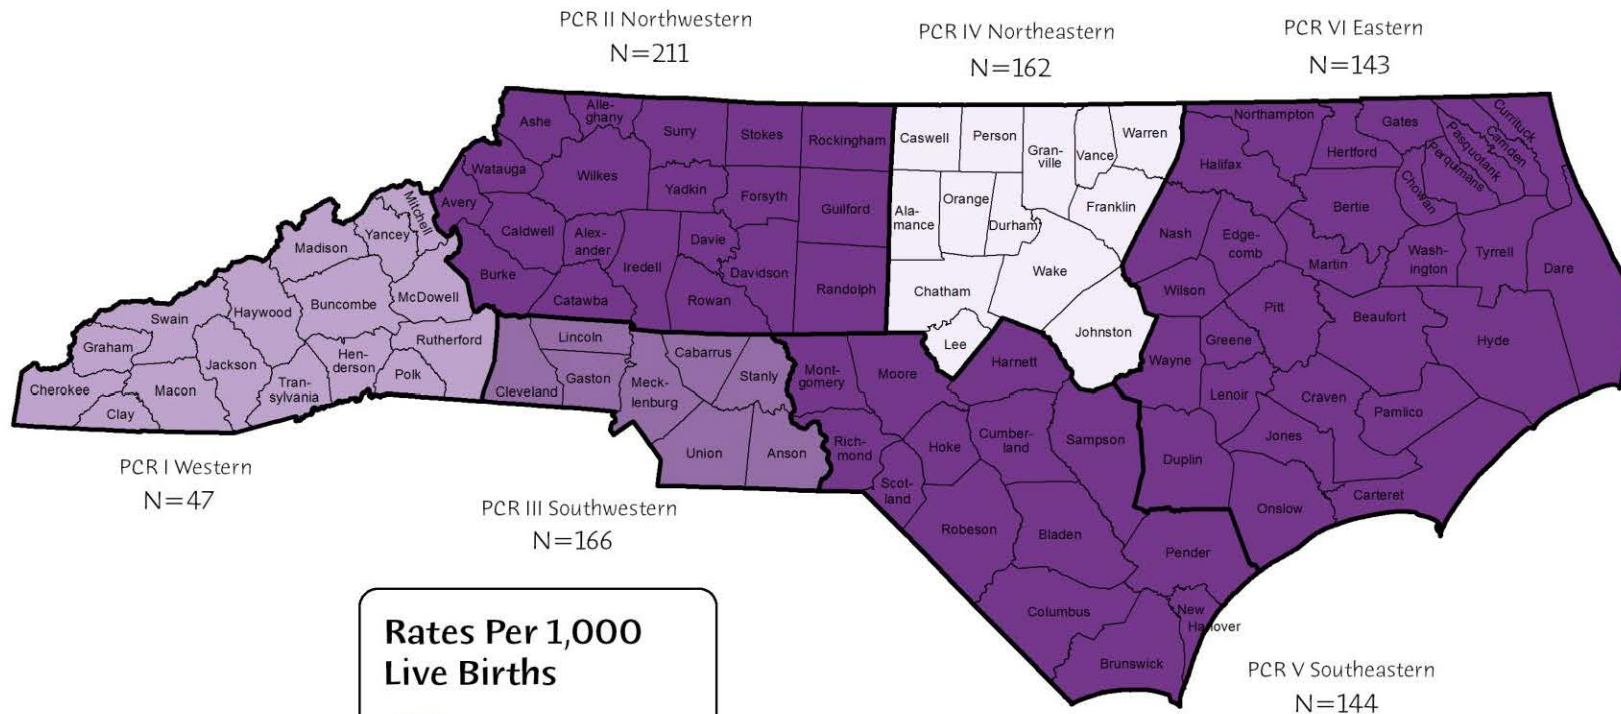 PCR II Northwestern
N=211
PCR IV Northeastern
N=162
PCR VI Eastern
N=143
Ashe
Alle-
ghany
Surry
Stokes
Rockingham
Watauga
Wilkes
Yadkin
Forsyth
Guilford
Avery
Caldwell
Alex-
ander
Iredell
Davie
Davidson
Randolph
Burke
Catawba
Rowan
Caswell
Person
Gran-
ville
Vance
Warren
Ala-
mance
Orange
Durham
Franklin
Wake
Chatham
Lee
Johnston
Northampton
Gates
Currituck
Camden
Pasquotank
Perqumans
Halifax
Hertford
Chowan
Bertie
Nash
Edge-
comb
Martin
Wash-
ington
Tyrrell
Dare
Wilson
Pitt
Beaufort
Hyde
Greene
Wayne
Lenoir
Craven
Pamlico
Jones
Duplin
Onslow
Carteret
Mitchell
Yancey
Madison
McDowell
Buncombe
Haywood
Swain
Rutherford
Graham
Jackson
Hen-
derson
Polk
Cherokee
Macon
Tran-
sylvania
Clay
Lincoln
Cabarrus
Stanly
Cleveland
Gaston
Meck-
lenburg
Union
Anson
Mont-
gomery
Moore
Harnett
Rich-
mond
Hoke
Cumber-
land
Sampson
Scot-
land
Robeson
Bladen
Pender
Columbus
New
Hanover
Brunswick
PCR I Western
N=47
PCR III Southwestern
N=166
PCR V Southeastern
N=144
Rates Per 1,000
Live Births